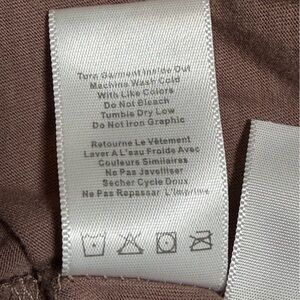 Turn Garment Inside Out
Machine Wash Cold
With Like Colors
Do Not Bleach
Tumble Dry Low
Do Not Iron Graphic
Retourne Le Vêtement
Laver A L'eau Froide Avec
Couleurs Similaires
Ne Pas Javelliser
Secher Cycle Doux
Ne Pas Repasser L'imprime